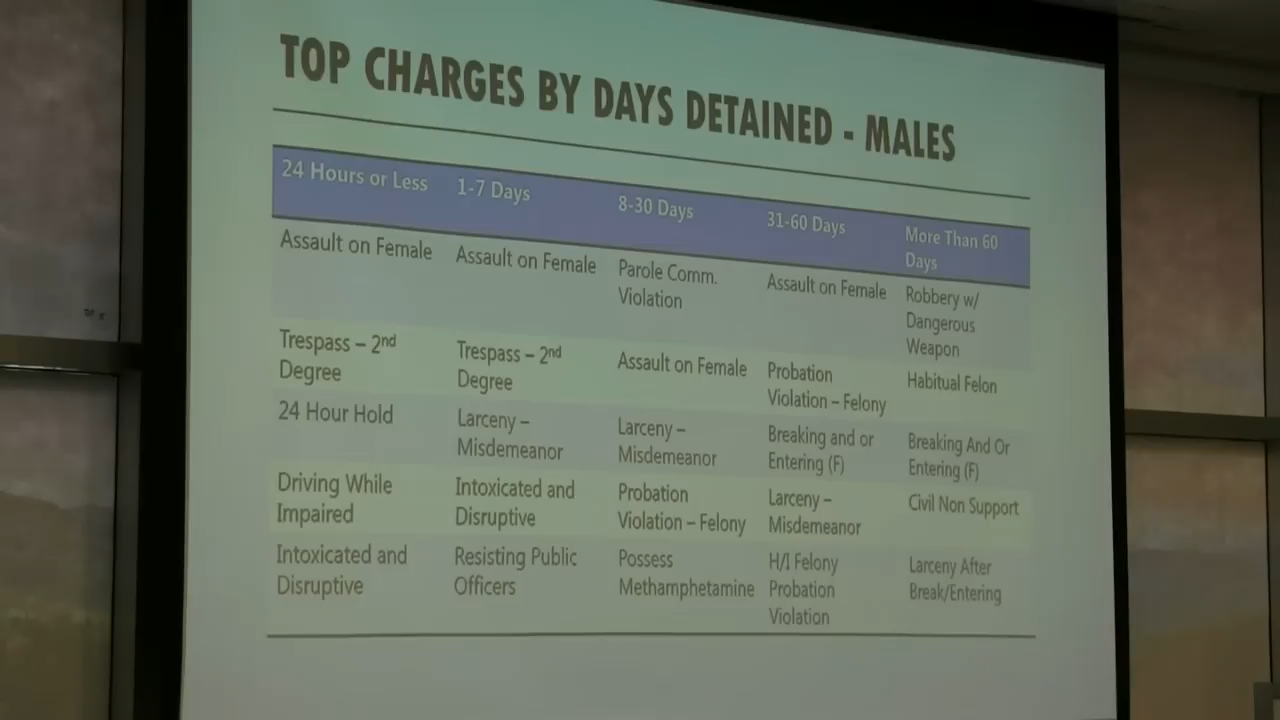 TOP CHARGES BY DAYS DETAINED - MALES
24 Hours or Less
1-7 Days
8-30 Days
31-60 Days
More Than 60
Days
Assault on Female
Assault on Female
Parole Comm.
Violation
Assault on Female
Robbery w/
Dangerous
Weapon
Trespass – 2nd
Degree
Trespass – 2nd
Degree
Assault on Female
Probation
Violation – Felony
Habitual Felon
24 Hour Hold
Larceny –
Misdemeanor
Larceny –
Misdemeanor
Breaking and or
Entering (F)
Breaking And Or
Entering (F)
Driving While
Impaired
Intoxicated and
Disruptive
Probation
Violation – Felony
Larceny –
Misdemeanor
Civil Non Support
Intoxicated and
Disruptive
Resisting Public
Officers
Possess
Methamphetamine
H/I Felony
Probation
Violation
Larceny After
Break/Entering